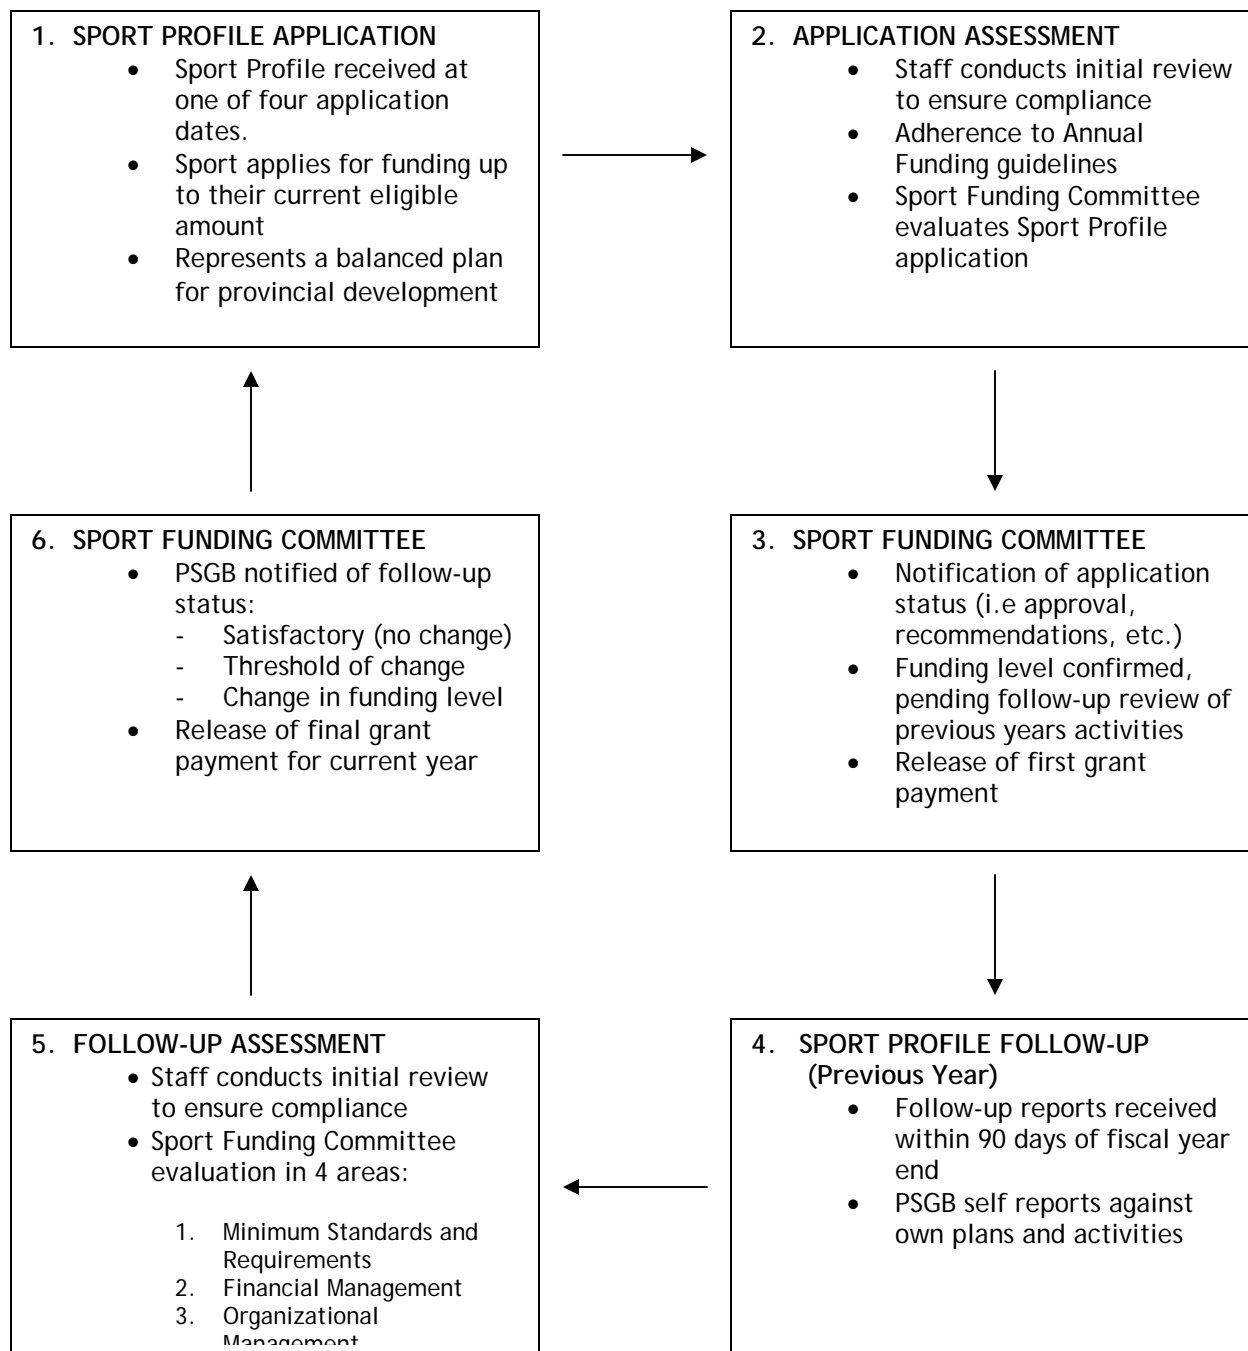 1. SPORT PROFILE APPLICATION
• Sport Profile received at
one of four application
dates.
• Sport applies for funding up
to their current eligible
amount
• Represents a balanced plan
for provincial development
2. APPLICATION ASSESSMENT
• Staff conducts initial review
to ensure compliance
• Adherence to Annual
Funding guidelines
• Sport Funding Committee
evaluates Sport Profile
application
3. SPORT FUNDING COMMITTEE
• Notification of application
status (i.e approval,
recommendations, etc.)
• Funding level confirmed,
pending follow-up review of
previous years activities
• Release of first grant
payment
4. SPORT PROFILE FOLLOW-UP
(Previous Year)
• Follow-up reports received
within 90 days of fiscal year
end
• PSGB self reports against
own plans and activities
5. FOLLOW-UP ASSESSMENT
• Staff conducts initial review
to ensure compliance
• Sport Funding Committee
evaluation in 4 areas:
1. Minimum Standards and
Requirements
2. Financial Management
3. Organizational
Management
6. SPORT FUNDING COMMITTEE
• PSGB notified of follow-up
status:
- Satisfactory (no change)
- Threshold of change
- Change in funding level
• Release of final grant
payment for current year